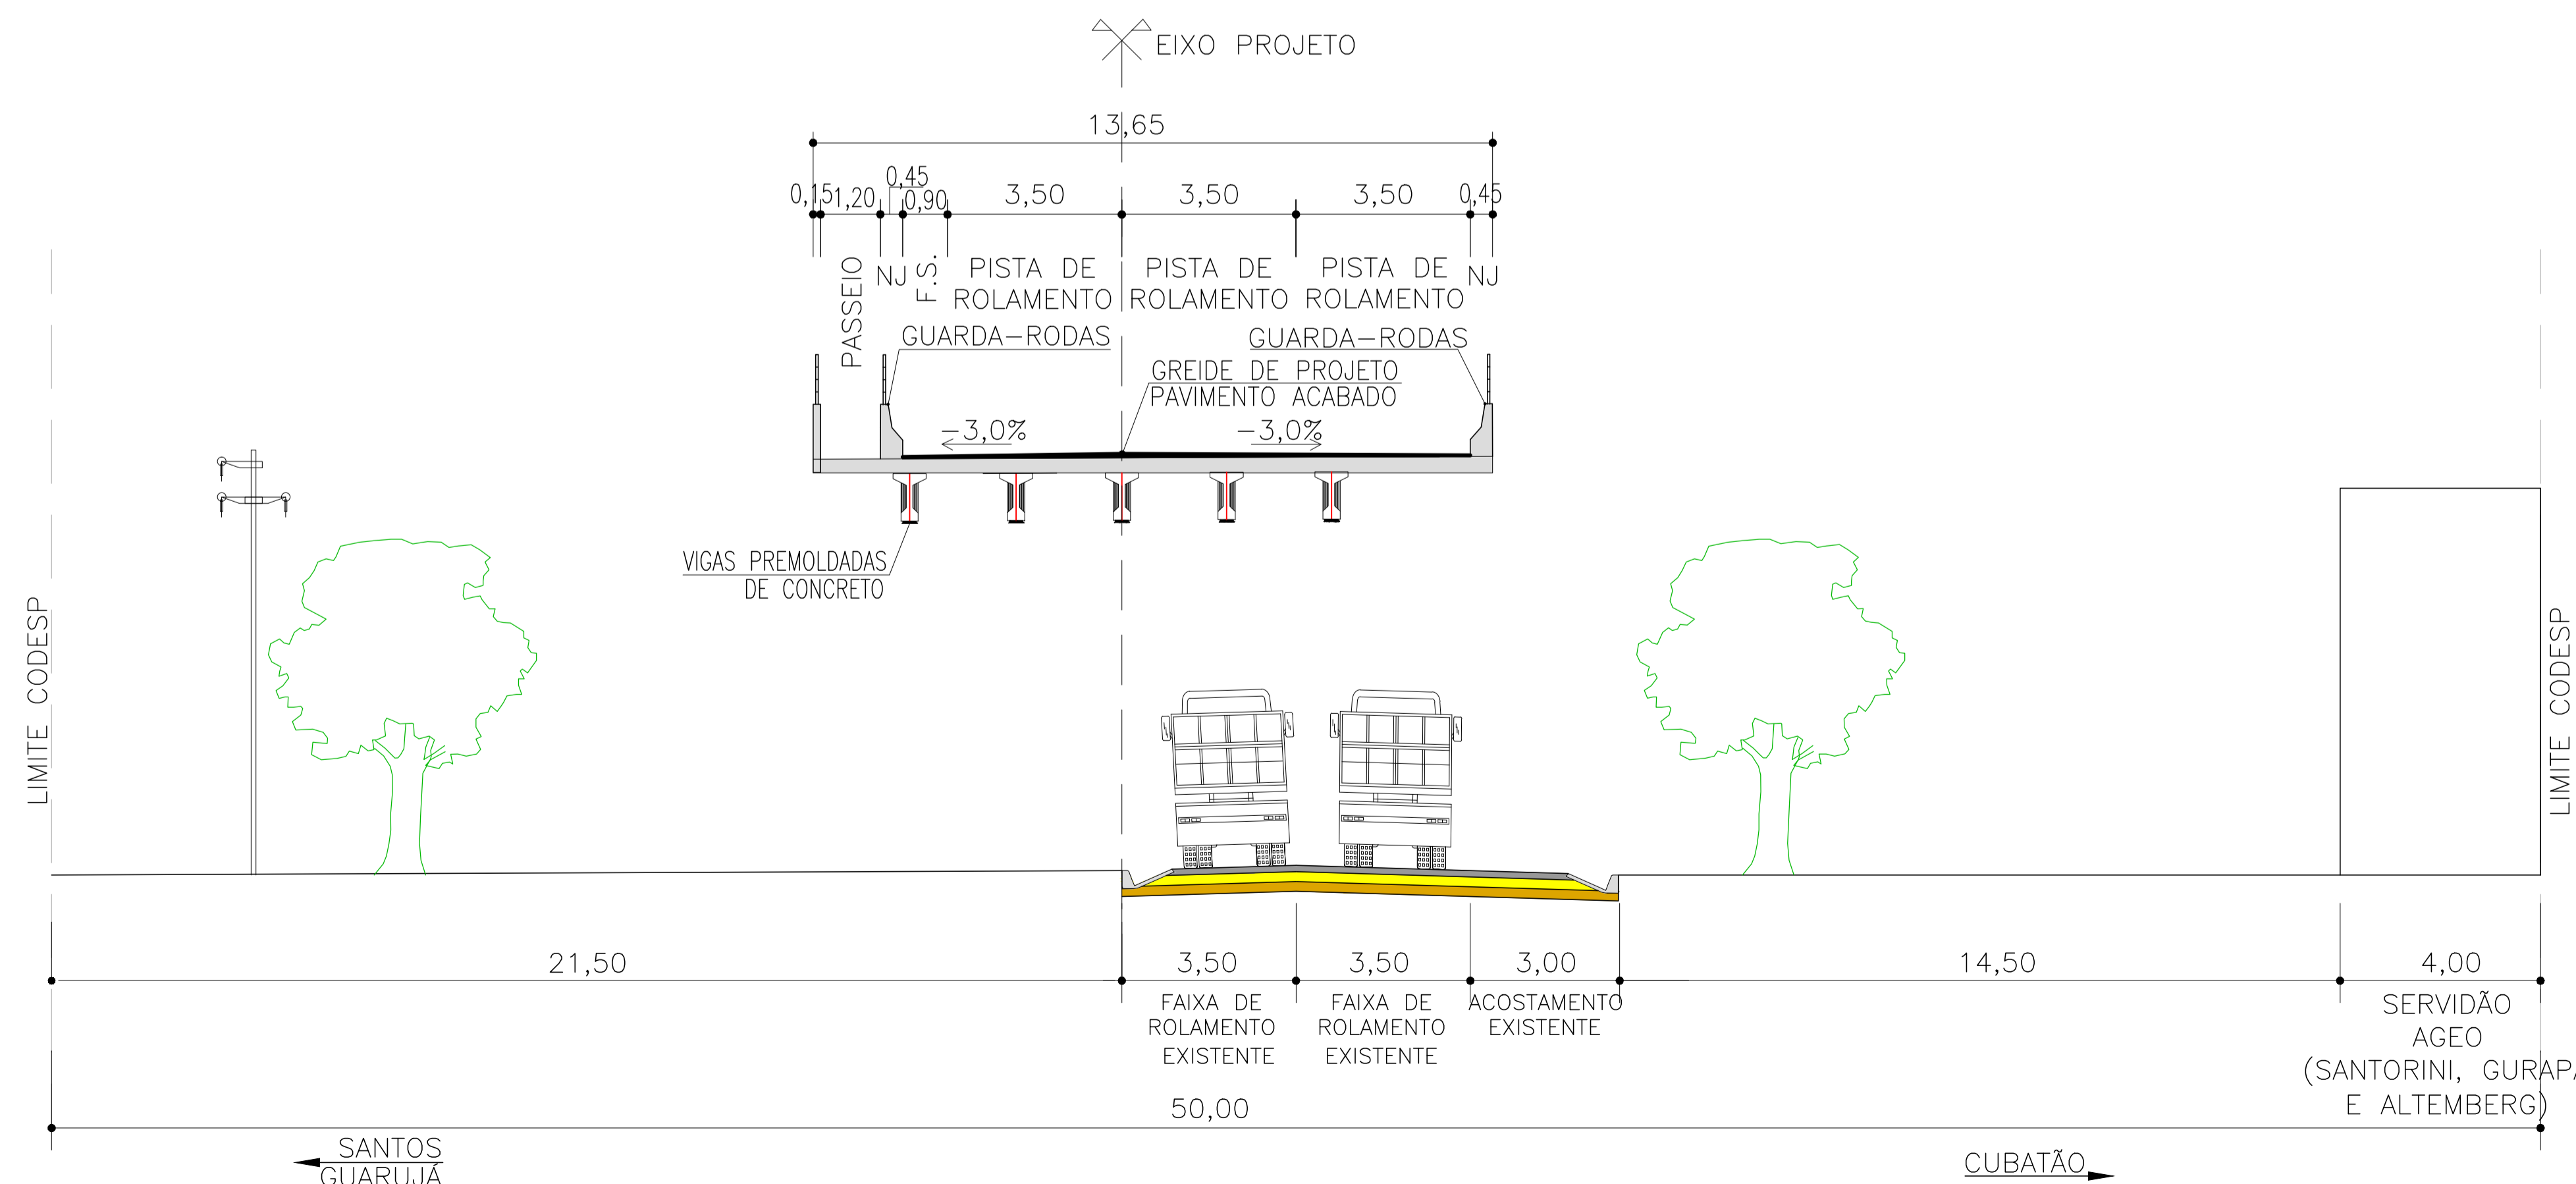 EIXO PROJETO
13,65
0,15
1,20
0,45
0,90
3,50
3,50
3,50
0,45
PASSEIO
NJ
F.S.
PISTA DE
ROLAMENTO
PISTA DE
ROLAMENTO
PISTA DE
ROLAMENTO
NJ
GUARDA-RODAS
GUARDA-RODAS
GREIDE DE PROJETO
PAVIMENTO ACABADO
-3,0%
-3,0%
VIGAS PREMOLDADAS
DE CONCRETO
LIMITE CODESP
LIMITE CODESP
21,50
3,50
3,50
3,00
14,50
4,00
FAIXA DE
ROLAMENTO
EXISTENTE
FAIXA DE
ROLAMENTO
EXISTENTE
ACOSTAMENTO
EXISTENTE
SERVIDÃO
AGEO
(SANTORINI, GURAPA
E ALTEMBERG)
50,00
SANTOS
GUARUJÁ
CUBATÃO